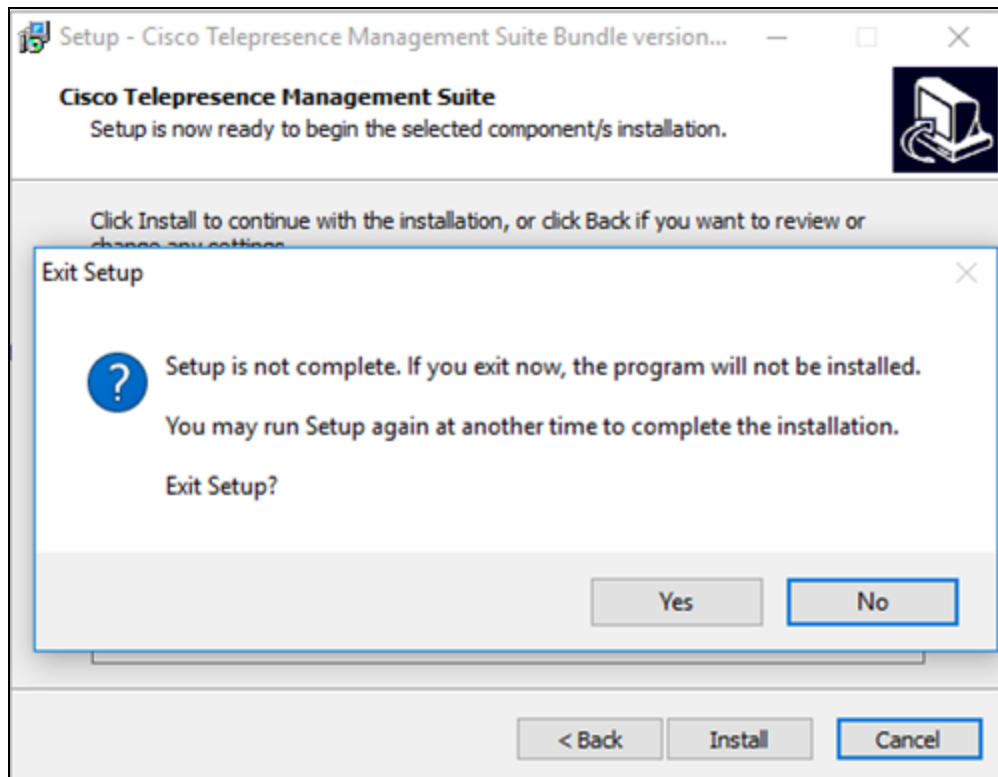 Setup - Cisco Telepresence Management Suite Bundle version...
Cisco Telepresence Management Suite
Setup is now ready to begin the selected component/s installation.
Click Install to continue with the installation, or click Back if you want to review or
change any settings.
Exit Setup
?
Setup is not complete. If you exit now, the program will not be installed.
You may run Setup again at another time to complete the installation.
Exit Setup?
Yes No
< Back Install Cancel